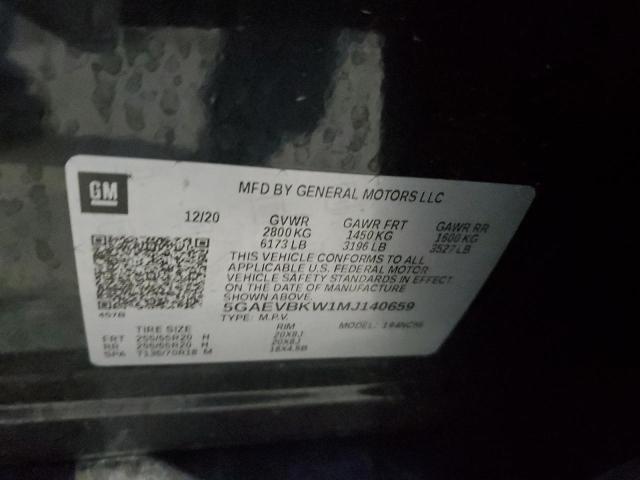 GM
MFD BY GENERAL MOTORS LLC
12/20 GVWR GAWR FRT GAWR RR
2800 KG 1450 KG 1600 KG
6173 LB 3196 LB 3527 LB
THIS VEHICLE CONFORMS TO ALL
APPLICABLE U.S. FEDERAL MOTOR
VEHICLE SAFETY STANDARDS IN EFFECT
ON THE DATE OF MANUFACTURE
SHOWN ABOVE.
5GAEVBKW1MJ140659
457B
TYPE: M.P.V. MODEL: 194NC56
TIRE SIZE RIM
FRT 255/55R20 H 20X8J
RR 255/55R20 H 20X8J
SPA T135/70R18 M 18X4.5B